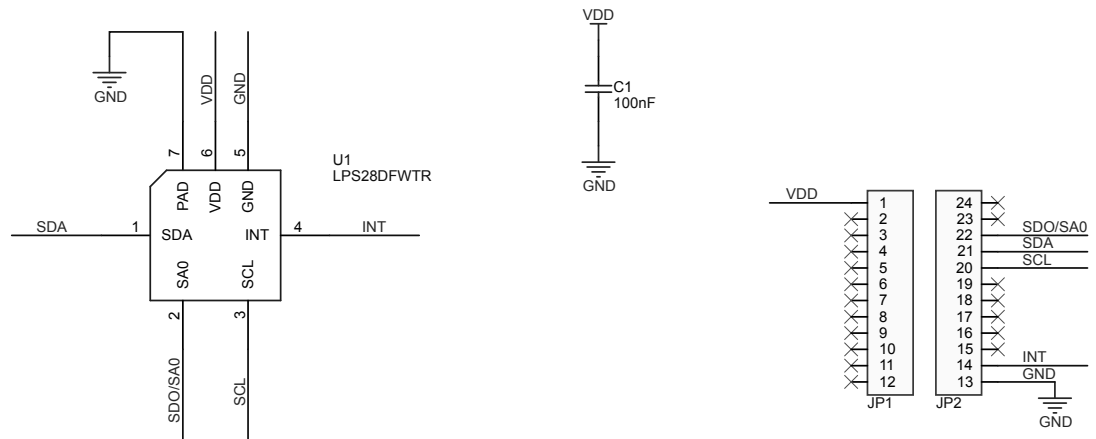 GND
VDD
GND
7
6
5
PAD
VDD
GND
U1
LPS28DFWTR
SDA
1
SDA
INT
4
INT
SA0
SCL
2
3
SDO/SA0
SCL
VDD
C1
100nF
GND
VDD
1
2
3
4
5
6
7
8
9
10
11
12
JP1
24
23
22
SDO/SA0
21
SDA
20
SCL
19
18
17
16
15
14
INT
13
GND
JP2
GND